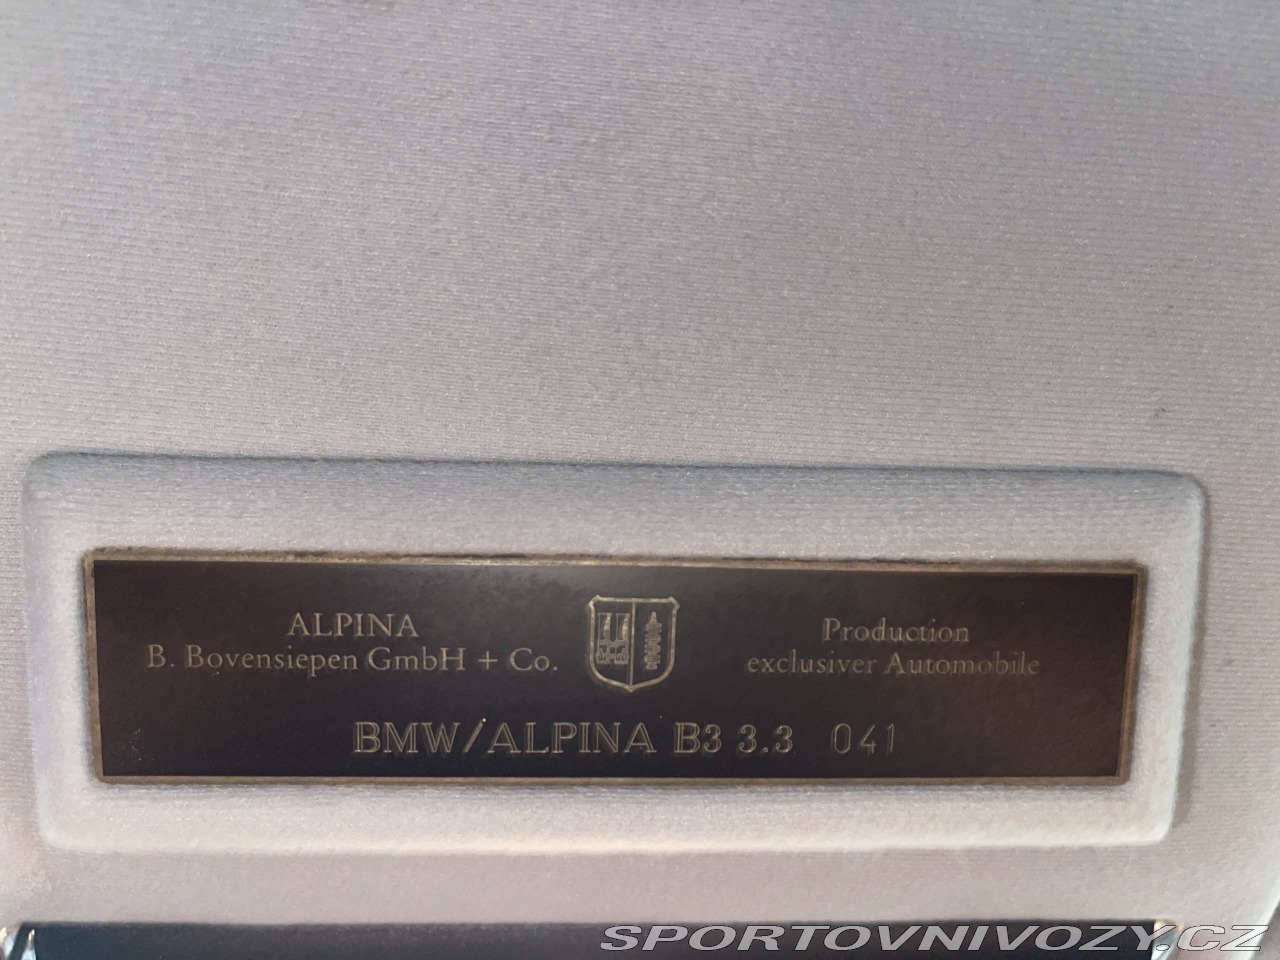 ALPINA
B. Bovensiepen GmbH + Co.
Production
exclusiver Automobile
BMW/ALPINA B3 3.3 041
SPORTOVNIVOZY.CZ